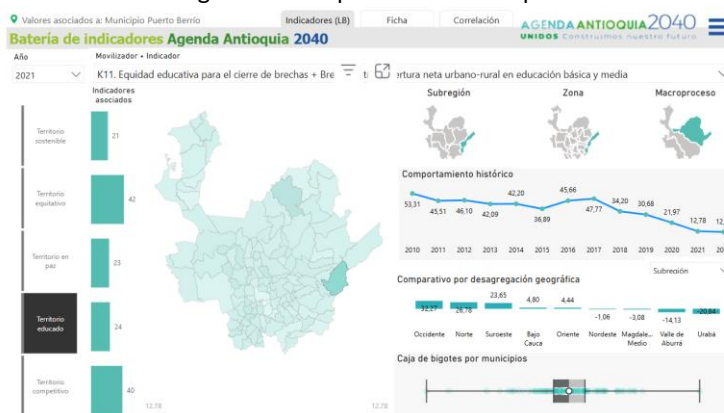 Valores asociados a: Municipio Puerto Berrío
Indicadores (LB)
Ficha
Correlación
AGENDA ANTIOQUIA 2040
UNIDOS Construimos nuestro futuro
Batería de indicadores Agenda Antioquia 2040
Año
Movilizador + Indicador
2021
K11. Equidad educativa para el cierre de brechas + Bre
ertura neta urbano-rural en educación básica y media
Indicadores
asociados
Subregión
Zona
Macroproceso
Territorio
sostenible
21
Territorio
equitativo
42
Territorio en
paz
23
Territorio
educado
24
Territorio
competitivo
40
12.78
12.78
Comportamiento histórico
53,31
45,51
46,10
42,09
42,20
36,89
45,66
47,77
34,20
30,68
21,97
12,78
12,
2010 2011 2012 2013 2014 2015 2016 2017 2018 2019 2020 2021 20
Comparativo por desagregación geográfica
Subregión
32,27
26,78
23,65
4,80
4,44
-1,06
-3,08
-14,13
-20,84
Occidente
Norte
Suroeste
Bajo
Cauca
Oriente
Nordeste
Magdale...
Medio
Valle de
Aburrá
Urabá
Caja de bigotes por municipios